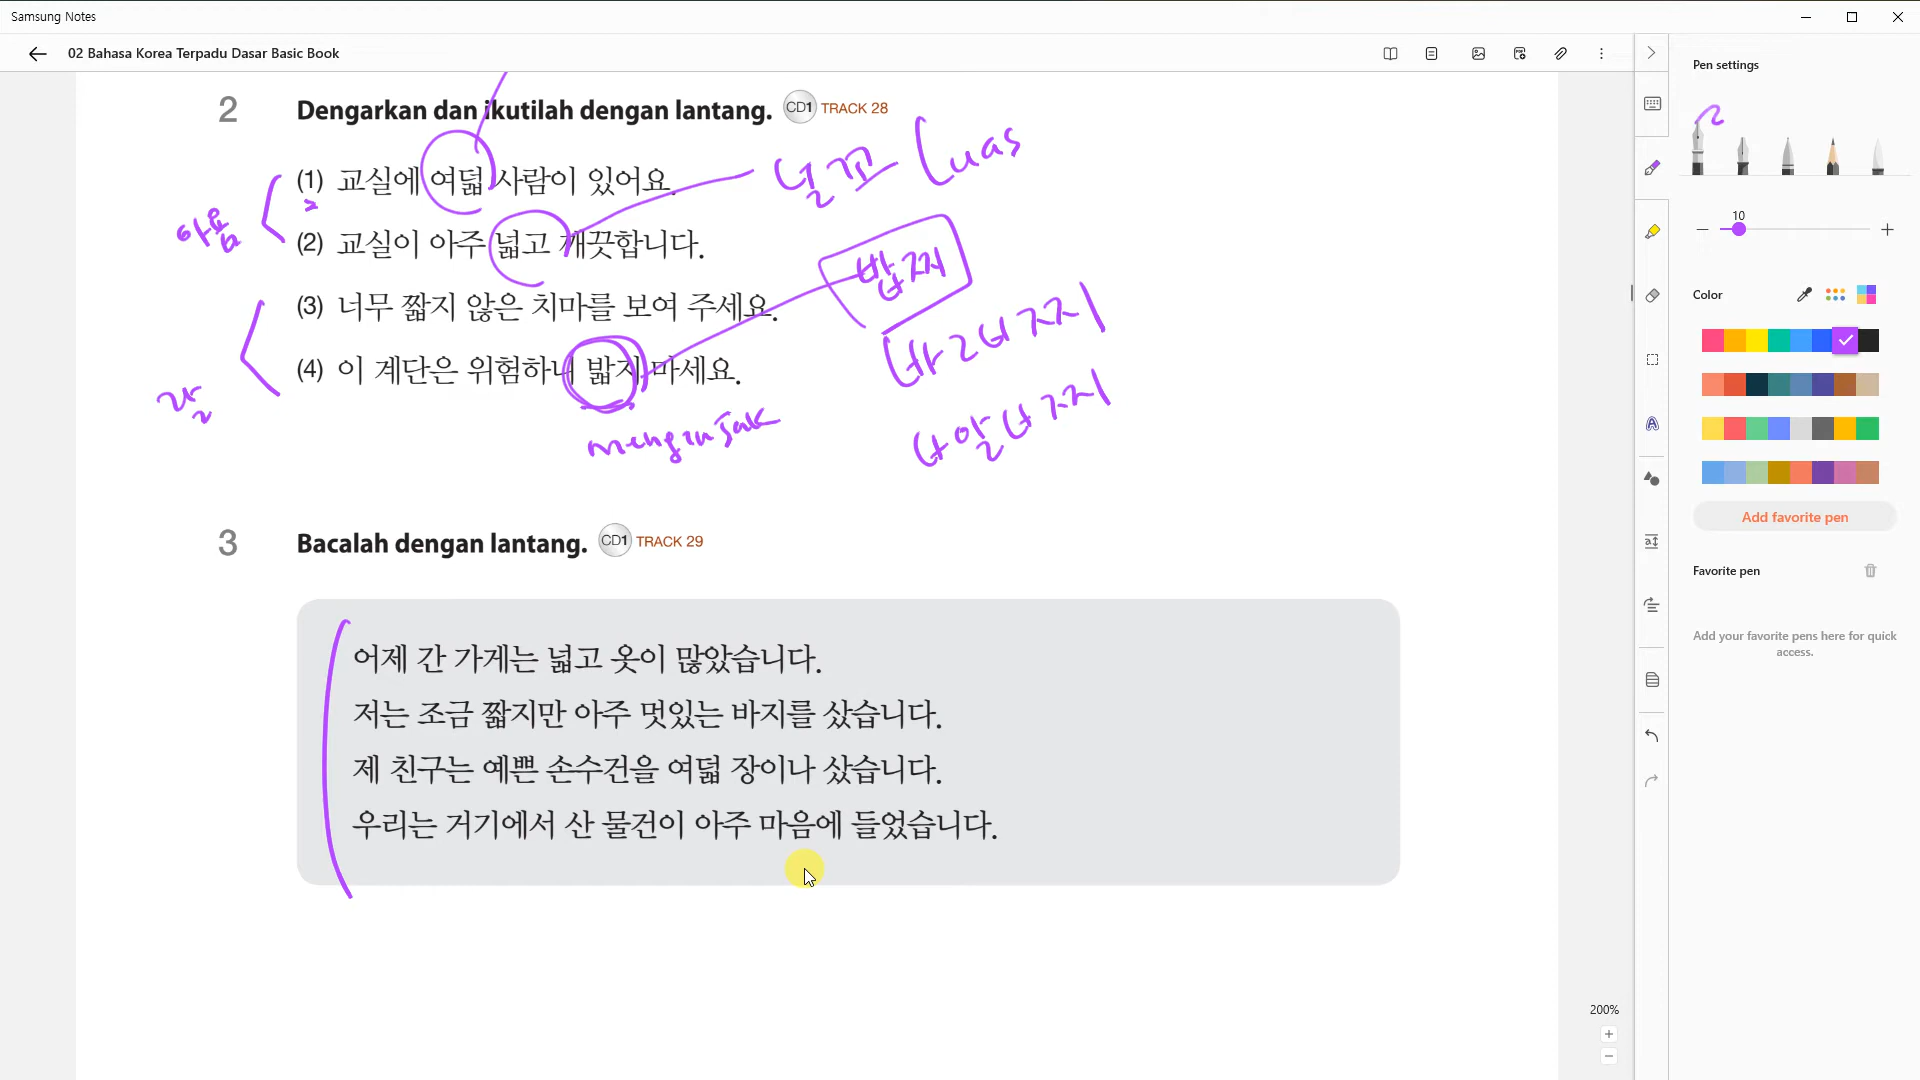 Samsung Notes
02 Bahasa Korea Terpadu Dasar Basic Book
2 Dengarkan dan ikutilah dengan lantang. CD1 TRACK 28
(1) 교실에 여덟 사람이 있어요.
(2) 교실이 아주 넓고 깨끗합니다.
(3) 너무 짧지 않은 치마를 보여 주세요.
(4) 이 계단은 위험하니 밟지 마세요.
널꼬 (Luas
밥찌
menginjak
3 Bacalah dengan lantang. CD1 TRACK 29
어제 간 가게는 넓고 옷이 많았습니다.
저는 조금 짧지만 아주 멋있는 바지를 샀습니다.
제 친구는 예쁜 손수건을 여덟 장이나 샀습니다.
우리는 거기에서 산 물건이 아주 마음에 들었습니다.
200%
Pen settings
10
Color
Add favorite pen
Favorite pen
Add your favorite pens here for quick
access.